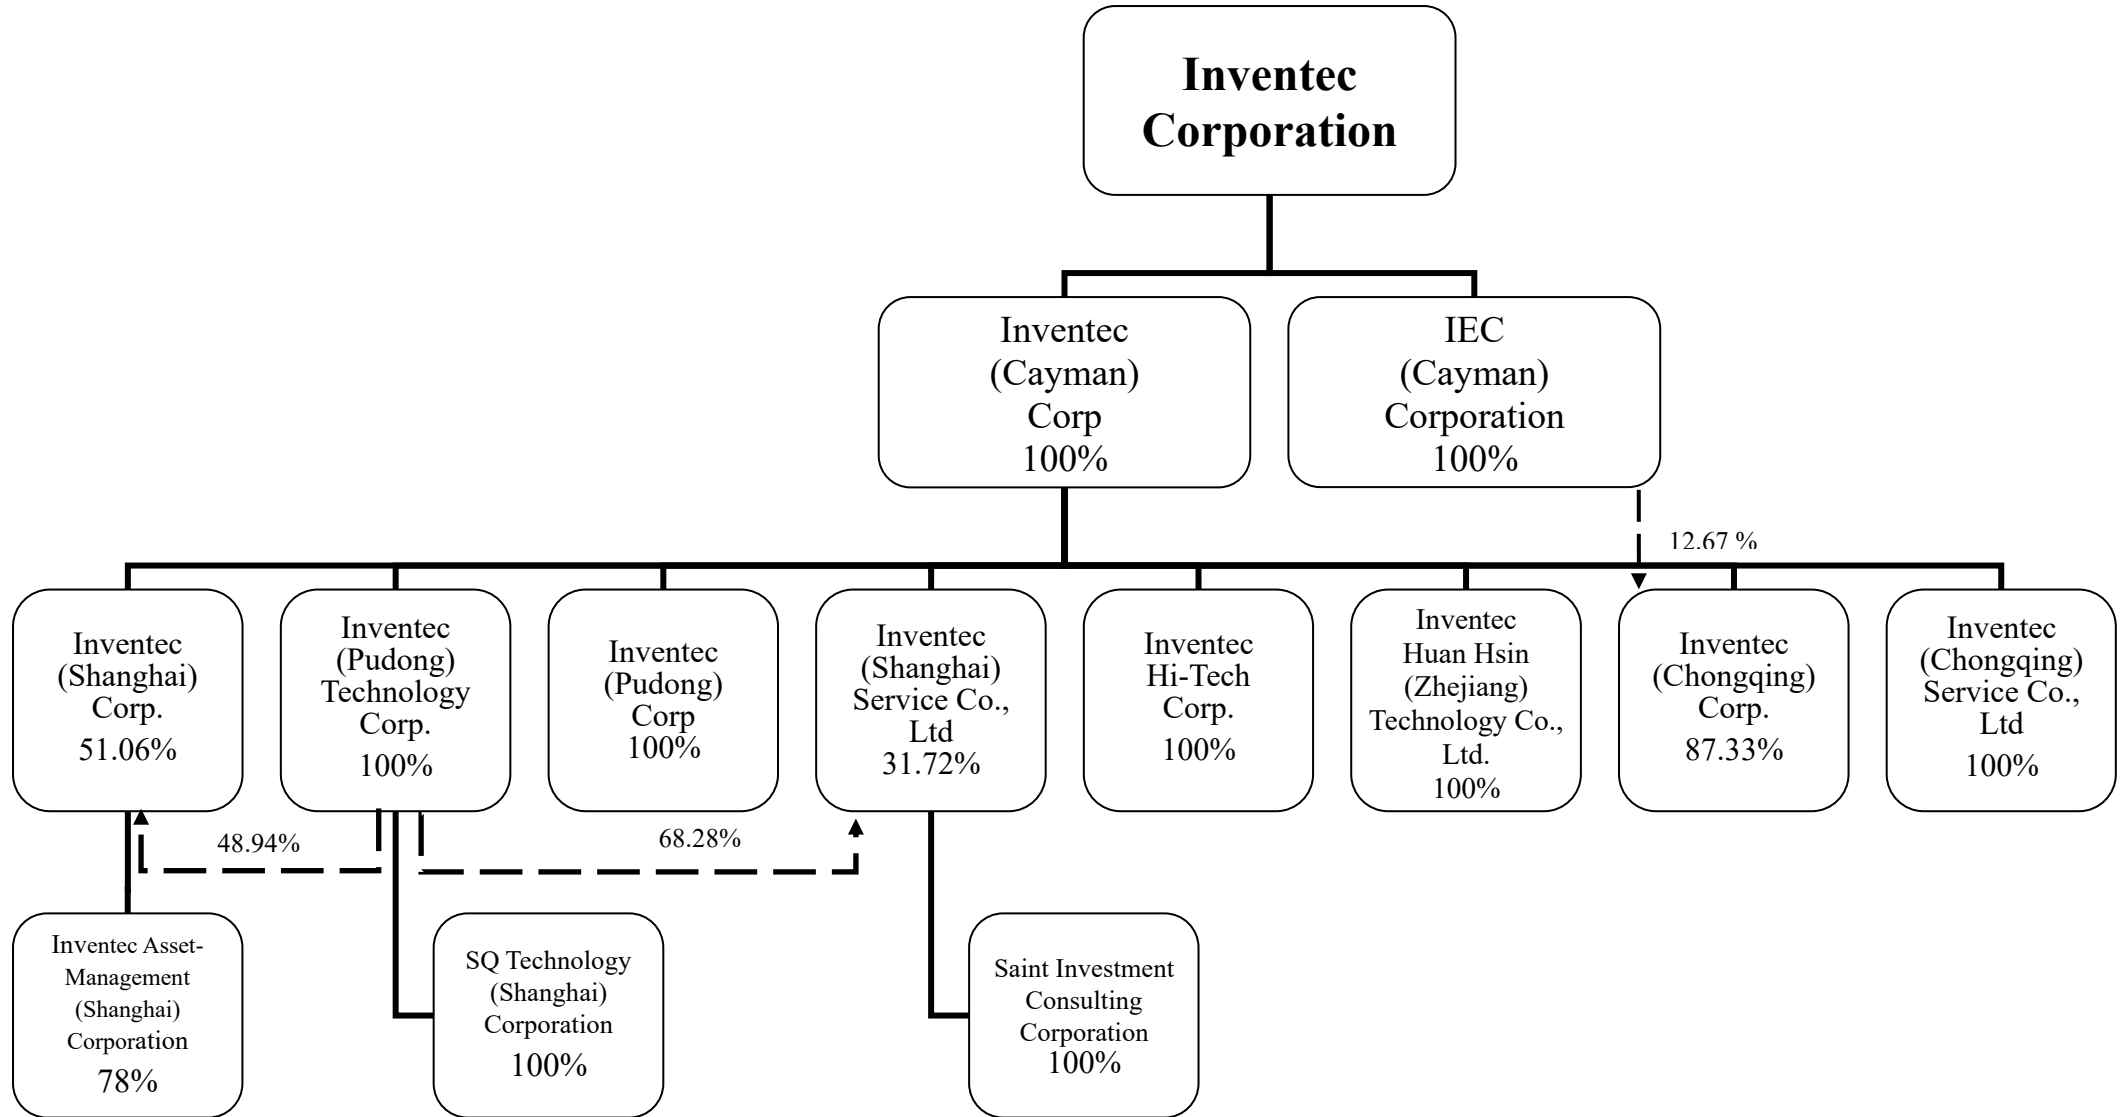 Inventec
Corporation
Inventec
(Cayman)
Corp
100%
IEC
(Cayman)
Corporation
100%
12.67 %
Inventec
(Shanghai)
Corp.
51.06%
Inventec
(Pudong)
Technology
Corp.
100%
Inventec
(Pudong)
Corp
100%
Inventec
(Shanghai)
Service Co.,
Ltd
31.72%
Inventec
Hi-Tech
Corp.
100%
Inventec
Huan Hsin
(Zhejiang)
Technology Co.,
Ltd.
100%
Inventec
(Chongqing)
Corp.
87.33%
Inventec
(Chongqing)
Service Co.,
Ltd
100%
48.94%
68.28%
Inventec Asset-
Management
(Shanghai)
Corporation
78%
SQ Technology
(Shanghai)
Corporation
100%
Saint Investment
Consulting
Corporation
100%